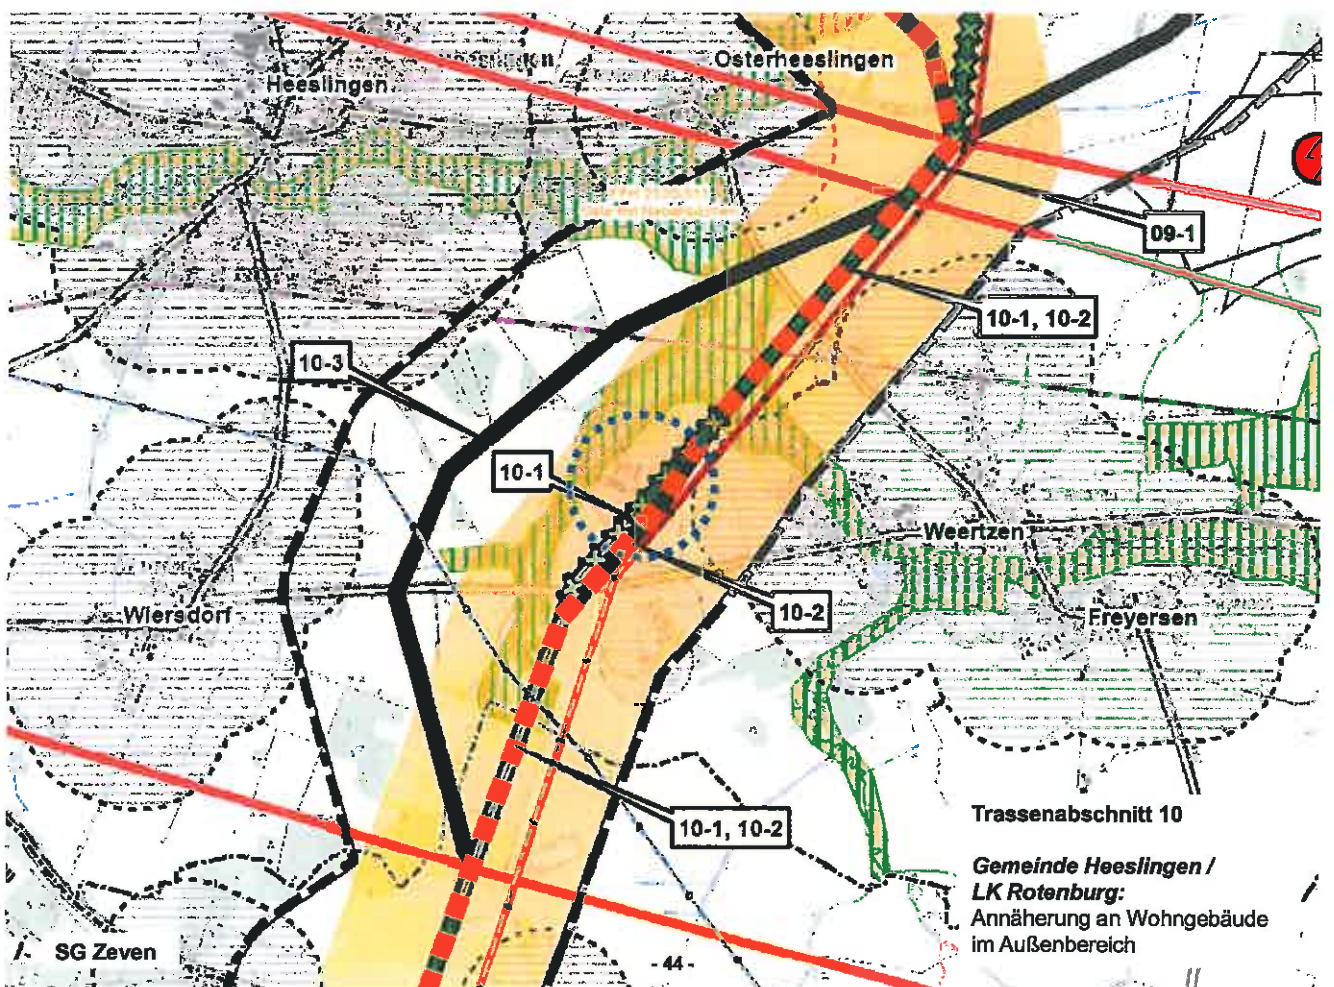 Heeslingen
Osterheeslingen
09-1
10-1, 10-2
10-3
10-1
Weertzen
10-2
Wiersdorf
Freyersen
10-1, 10-2
Trassenabschnitt 10
Gemeinde Heeslingen /
LK Rotenburg:
Annäherung an Wohngebäude
im Außenbereich
SG Zeven
- 44 -